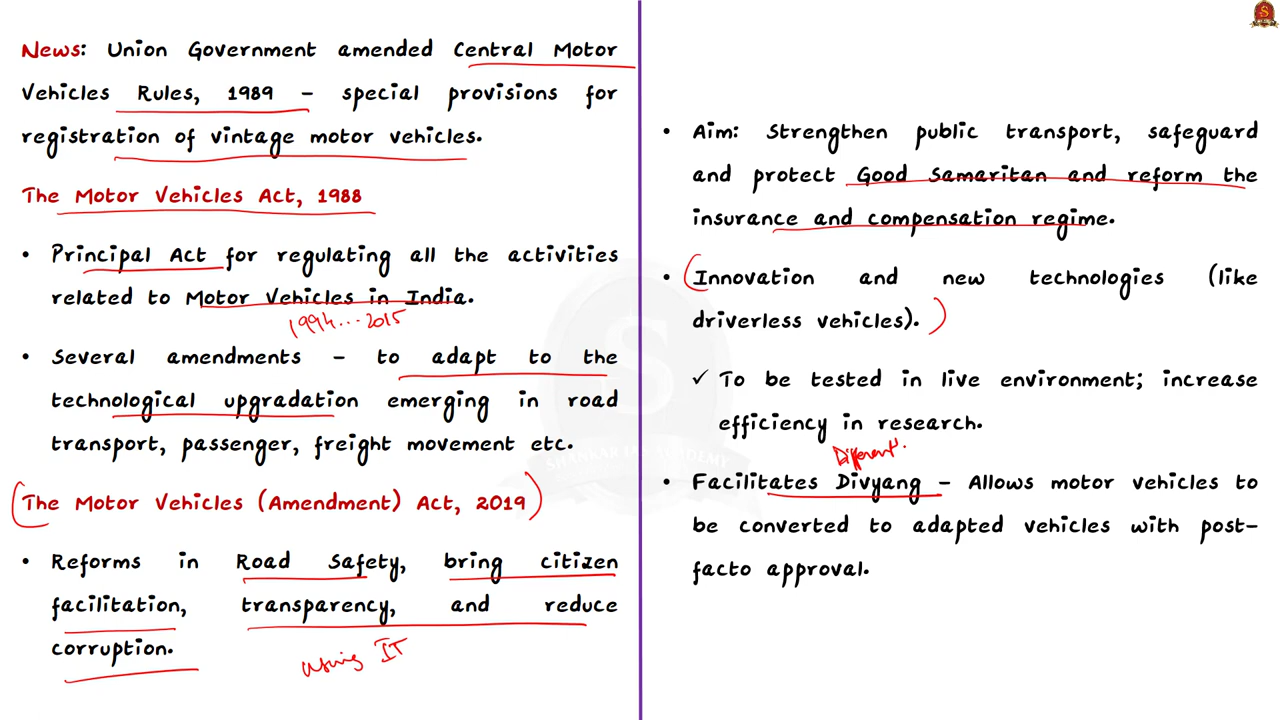 News: Union Government amended Central Motor
Vehicles Rules, 1989 – special provisions for
registration of vintage motor vehicles.
The Motor Vehicles Act, 1988
• Principal Act for regulating all the activities
related to Motor Vehicles in India.
1994...2015
• Several amendments – to adapt to the
technological upgradation emerging in road
transport, passenger, freight movement etc.
The Motor Vehicles (Amendment) Act, 2019
• Reforms in Road Safety, bring citizen
facilitation, transparency, and reduce
corruption.
using IT
• Aim: Strengthen public transport, safeguard
and protect Good Samaritan and reform the
insurance and compensation regime.
• Innovation and new technologies (like
driverless vehicles).
✓ To be tested in live environment; increase
efficiency in research.
Different
• Facilitates Divyang – Allows motor vehicles to
be converted to adapted vehicles with post-
facto approval.
S
SHANKAR IAS ACADEMY